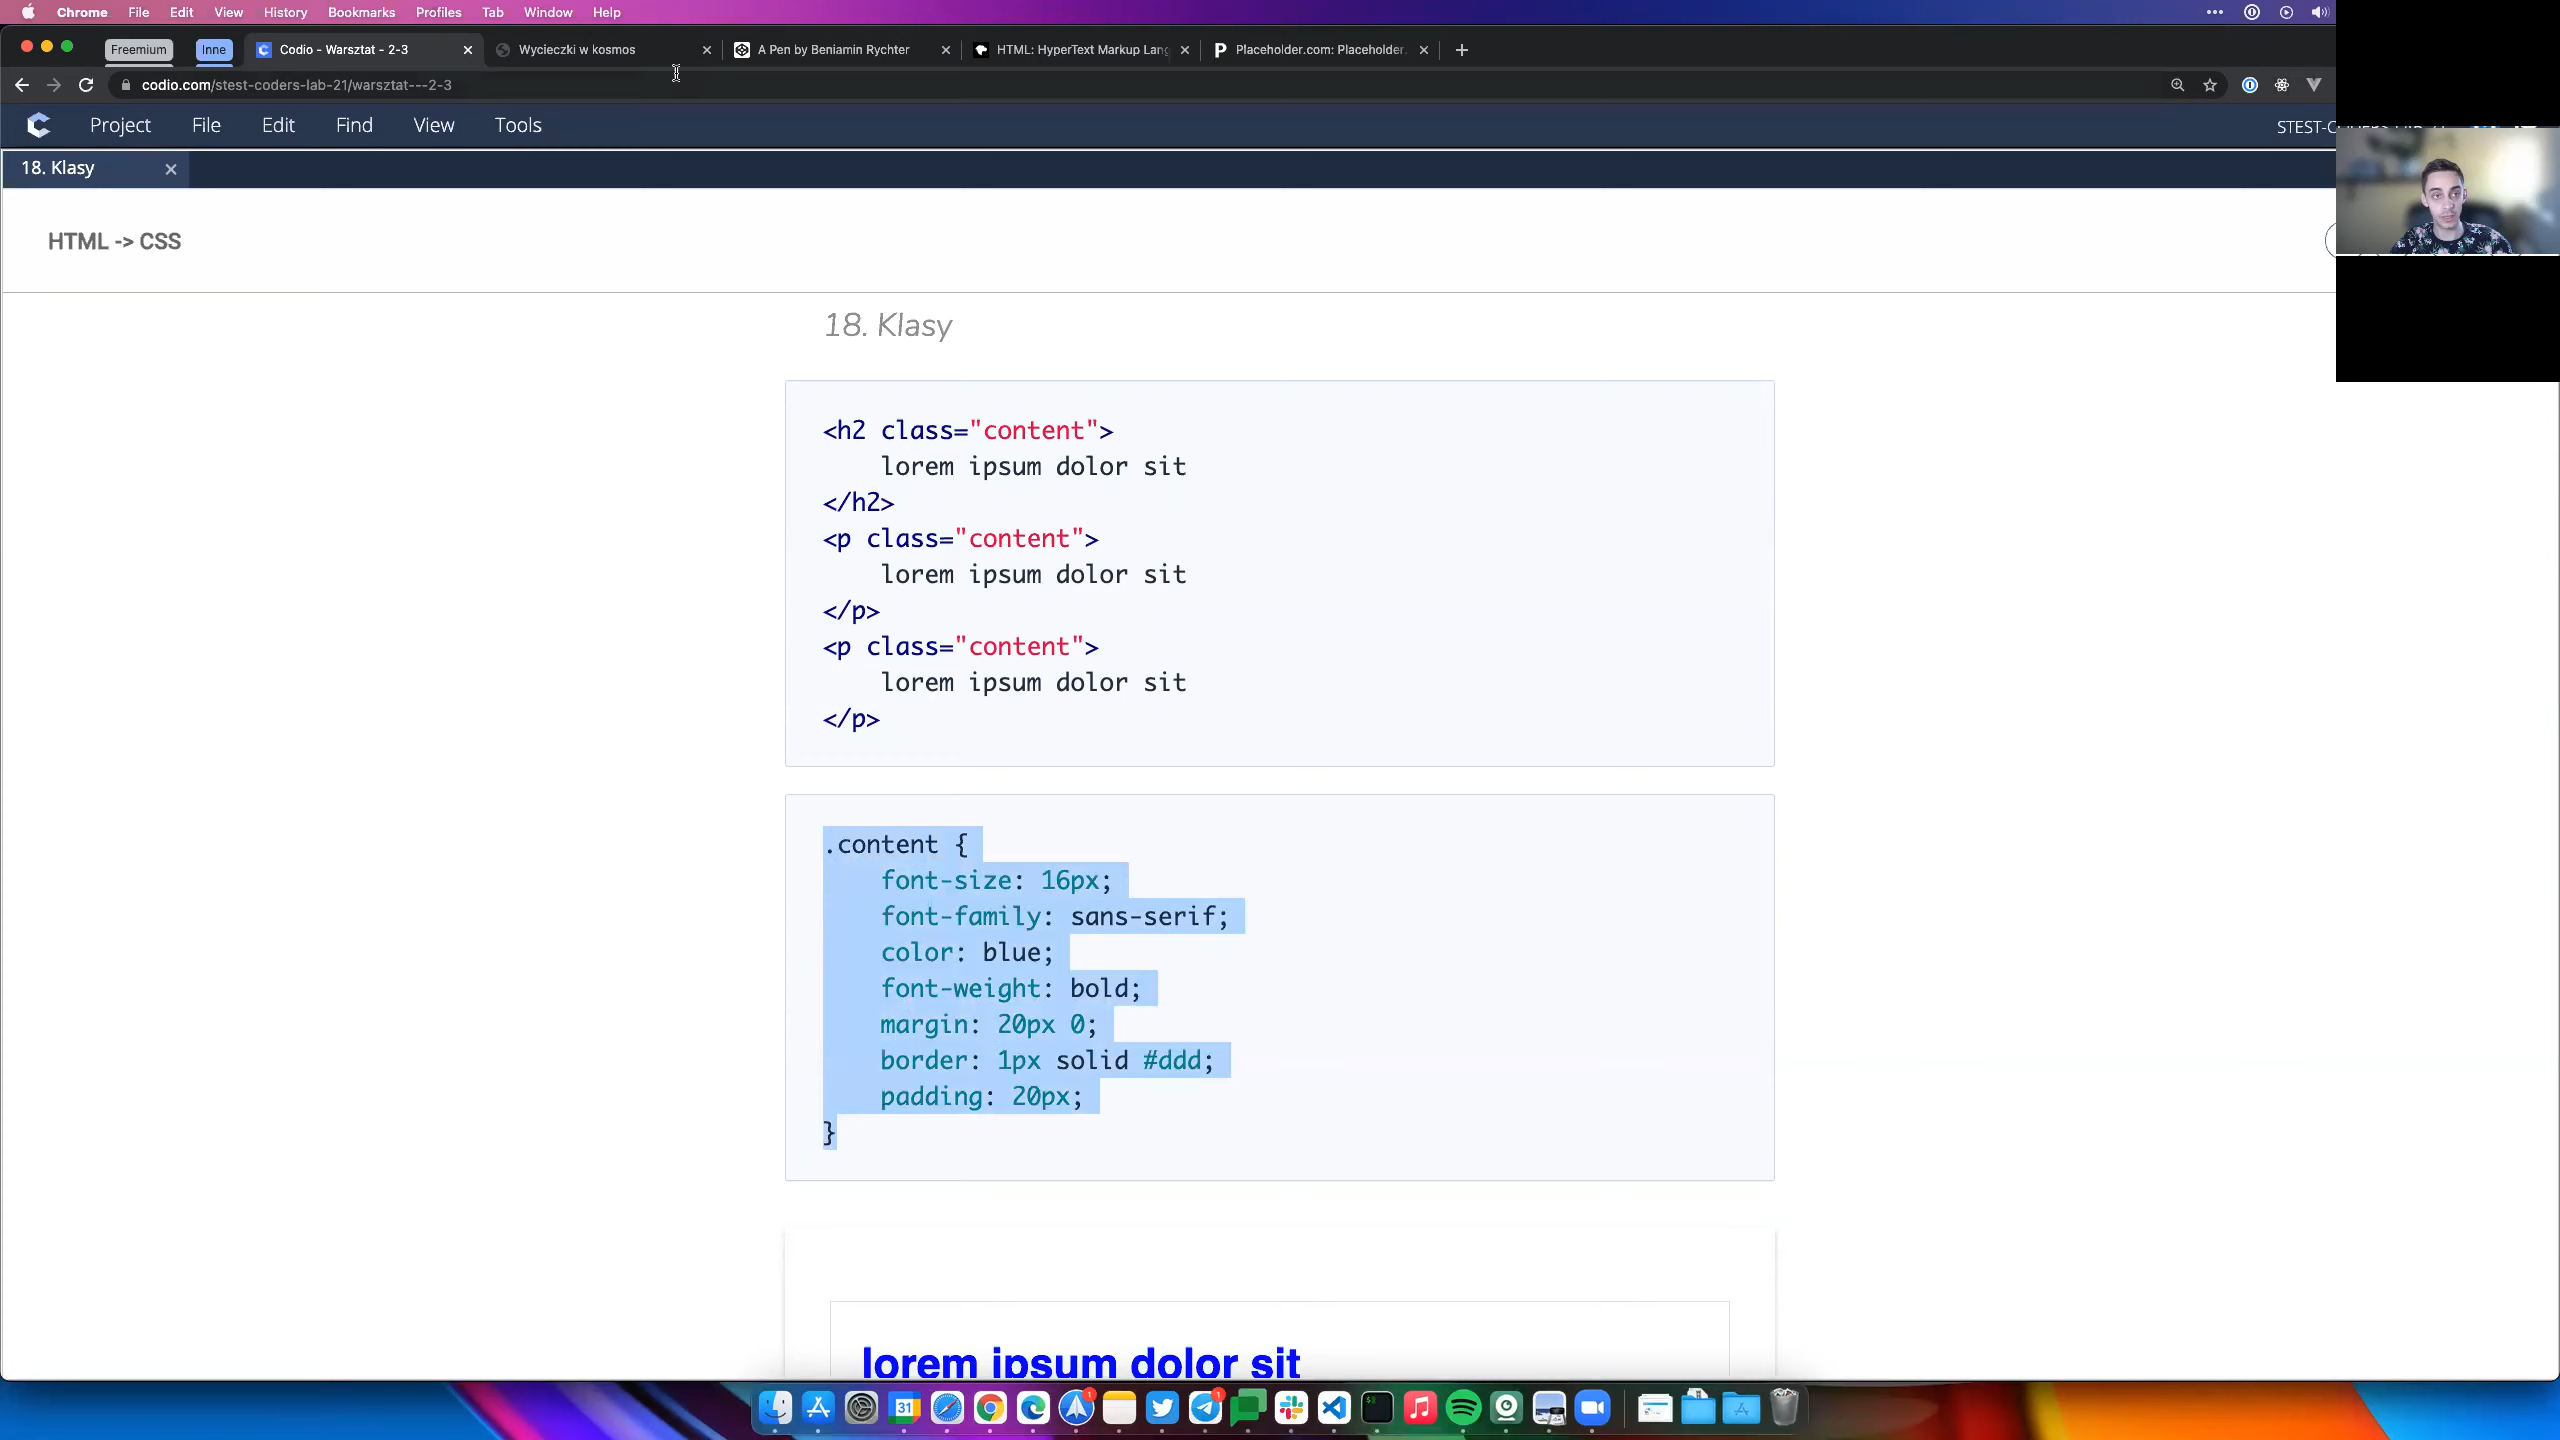 Chrome File Edit View History Bookmarks Profiles Tab Window Help
Freemium Inne Codio - Warsztat - 2-3 Wycieczki w kosmos A Pen by Beniamin Rychter HTML: HyperText Markup Lang Placeholder.com: Placeholder.
codio.com/stest-coders-lab-21/warsztat---2-3
Project File Edit Find View Tools
18. Klasy
HTML -> CSS
18. Klasy
<h2 class="content">
lorem ipsum dolor sit
</h2>
<p class="content">
lorem ipsum dolor sit
</p>
<p class="content">
lorem ipsum dolor sit
</p>
.content {
font-size: 16px;
font-family: sans-serif;
color: blue;
font-weight: bold;
margin: 20px 0;
border: 1px solid #ddd;
padding: 20px;
}
lorem ipsum dolor sit
31
1
1